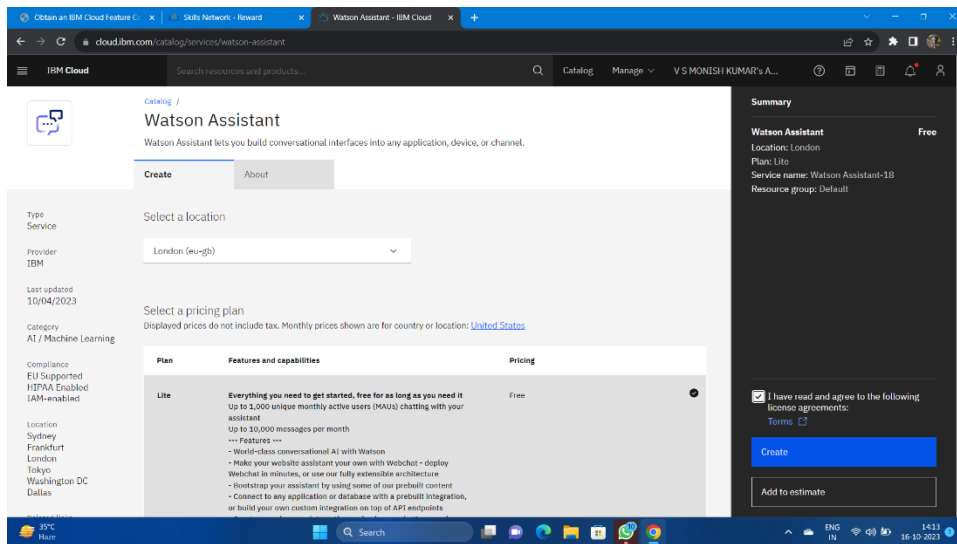 Obtain an IBM Cloud Feature C
Skills Network - Reward
Watson Assistant - IBM Cloud
cloud.ibm.com/catalog/services/watson-assistant
IBM Cloud
Search resources and products...
Catalog
Manage
V S MONISH KUMAR's A...
Catalog /
Watson Assistant
Watson Assistant lets you build conversational interfaces into any application, device, or channel.
Create
About
Type
Service
Provider
IBM
Last updated
10/04/2023
Category
AI / Machine Learning
Compliance
EU Supported
HIPAA Enabled
IAM-enabled
Location
Sydney
Frankfurt
London
Tokyo
Washington DC
Dallas
Select a location
London (eu-gb)
Select a pricing plan
Displayed prices do not include tax. Monthly prices shown are for country or location: United States
Plan
Features and capabilities
Pricing
Lite
Everything you need to get started, free for as long as you need it
Free
Up to 1,000 unique monthly active users (MAUs) chatting with your
assistant
Up to 10,000 messages per month
--- Features ---
- World-class conversational AI with Watson
- Make your website assistant your own with Webchat - deploy
Webchat in minutes, or use our fully extensible architecture
- Bootstrap your assistant by using some of our prebuilt content
- Connect to any application or database with a prebuilt integration,
or build your own custom integration on top of API endpoints
Summary
Watson Assistant
Free
Location: London
Plan: Lite
Service name: Watson Assistant-18
Resource group: Default
I have read and agree to the following
license agreements:
Terms
Create
Add to estimate
35°C
Haze
Search
10
ENG
IN
14:13
16-10-2023
1